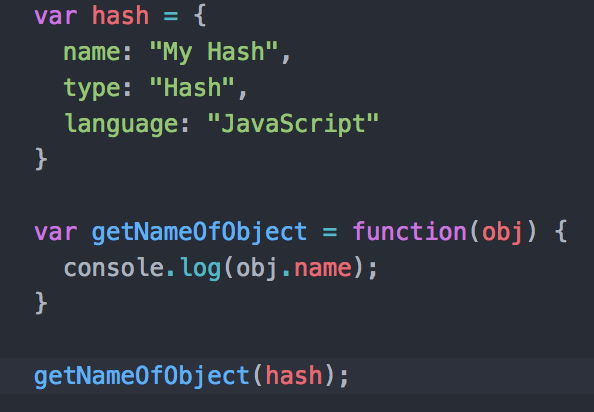 var hash = {
  name: "My Hash",
  type: "Hash",
  language: "JavaScript"
}

var getNameOfObject = function(obj) {
  console.log(obj.name);
}

getNameOfObject(hash);